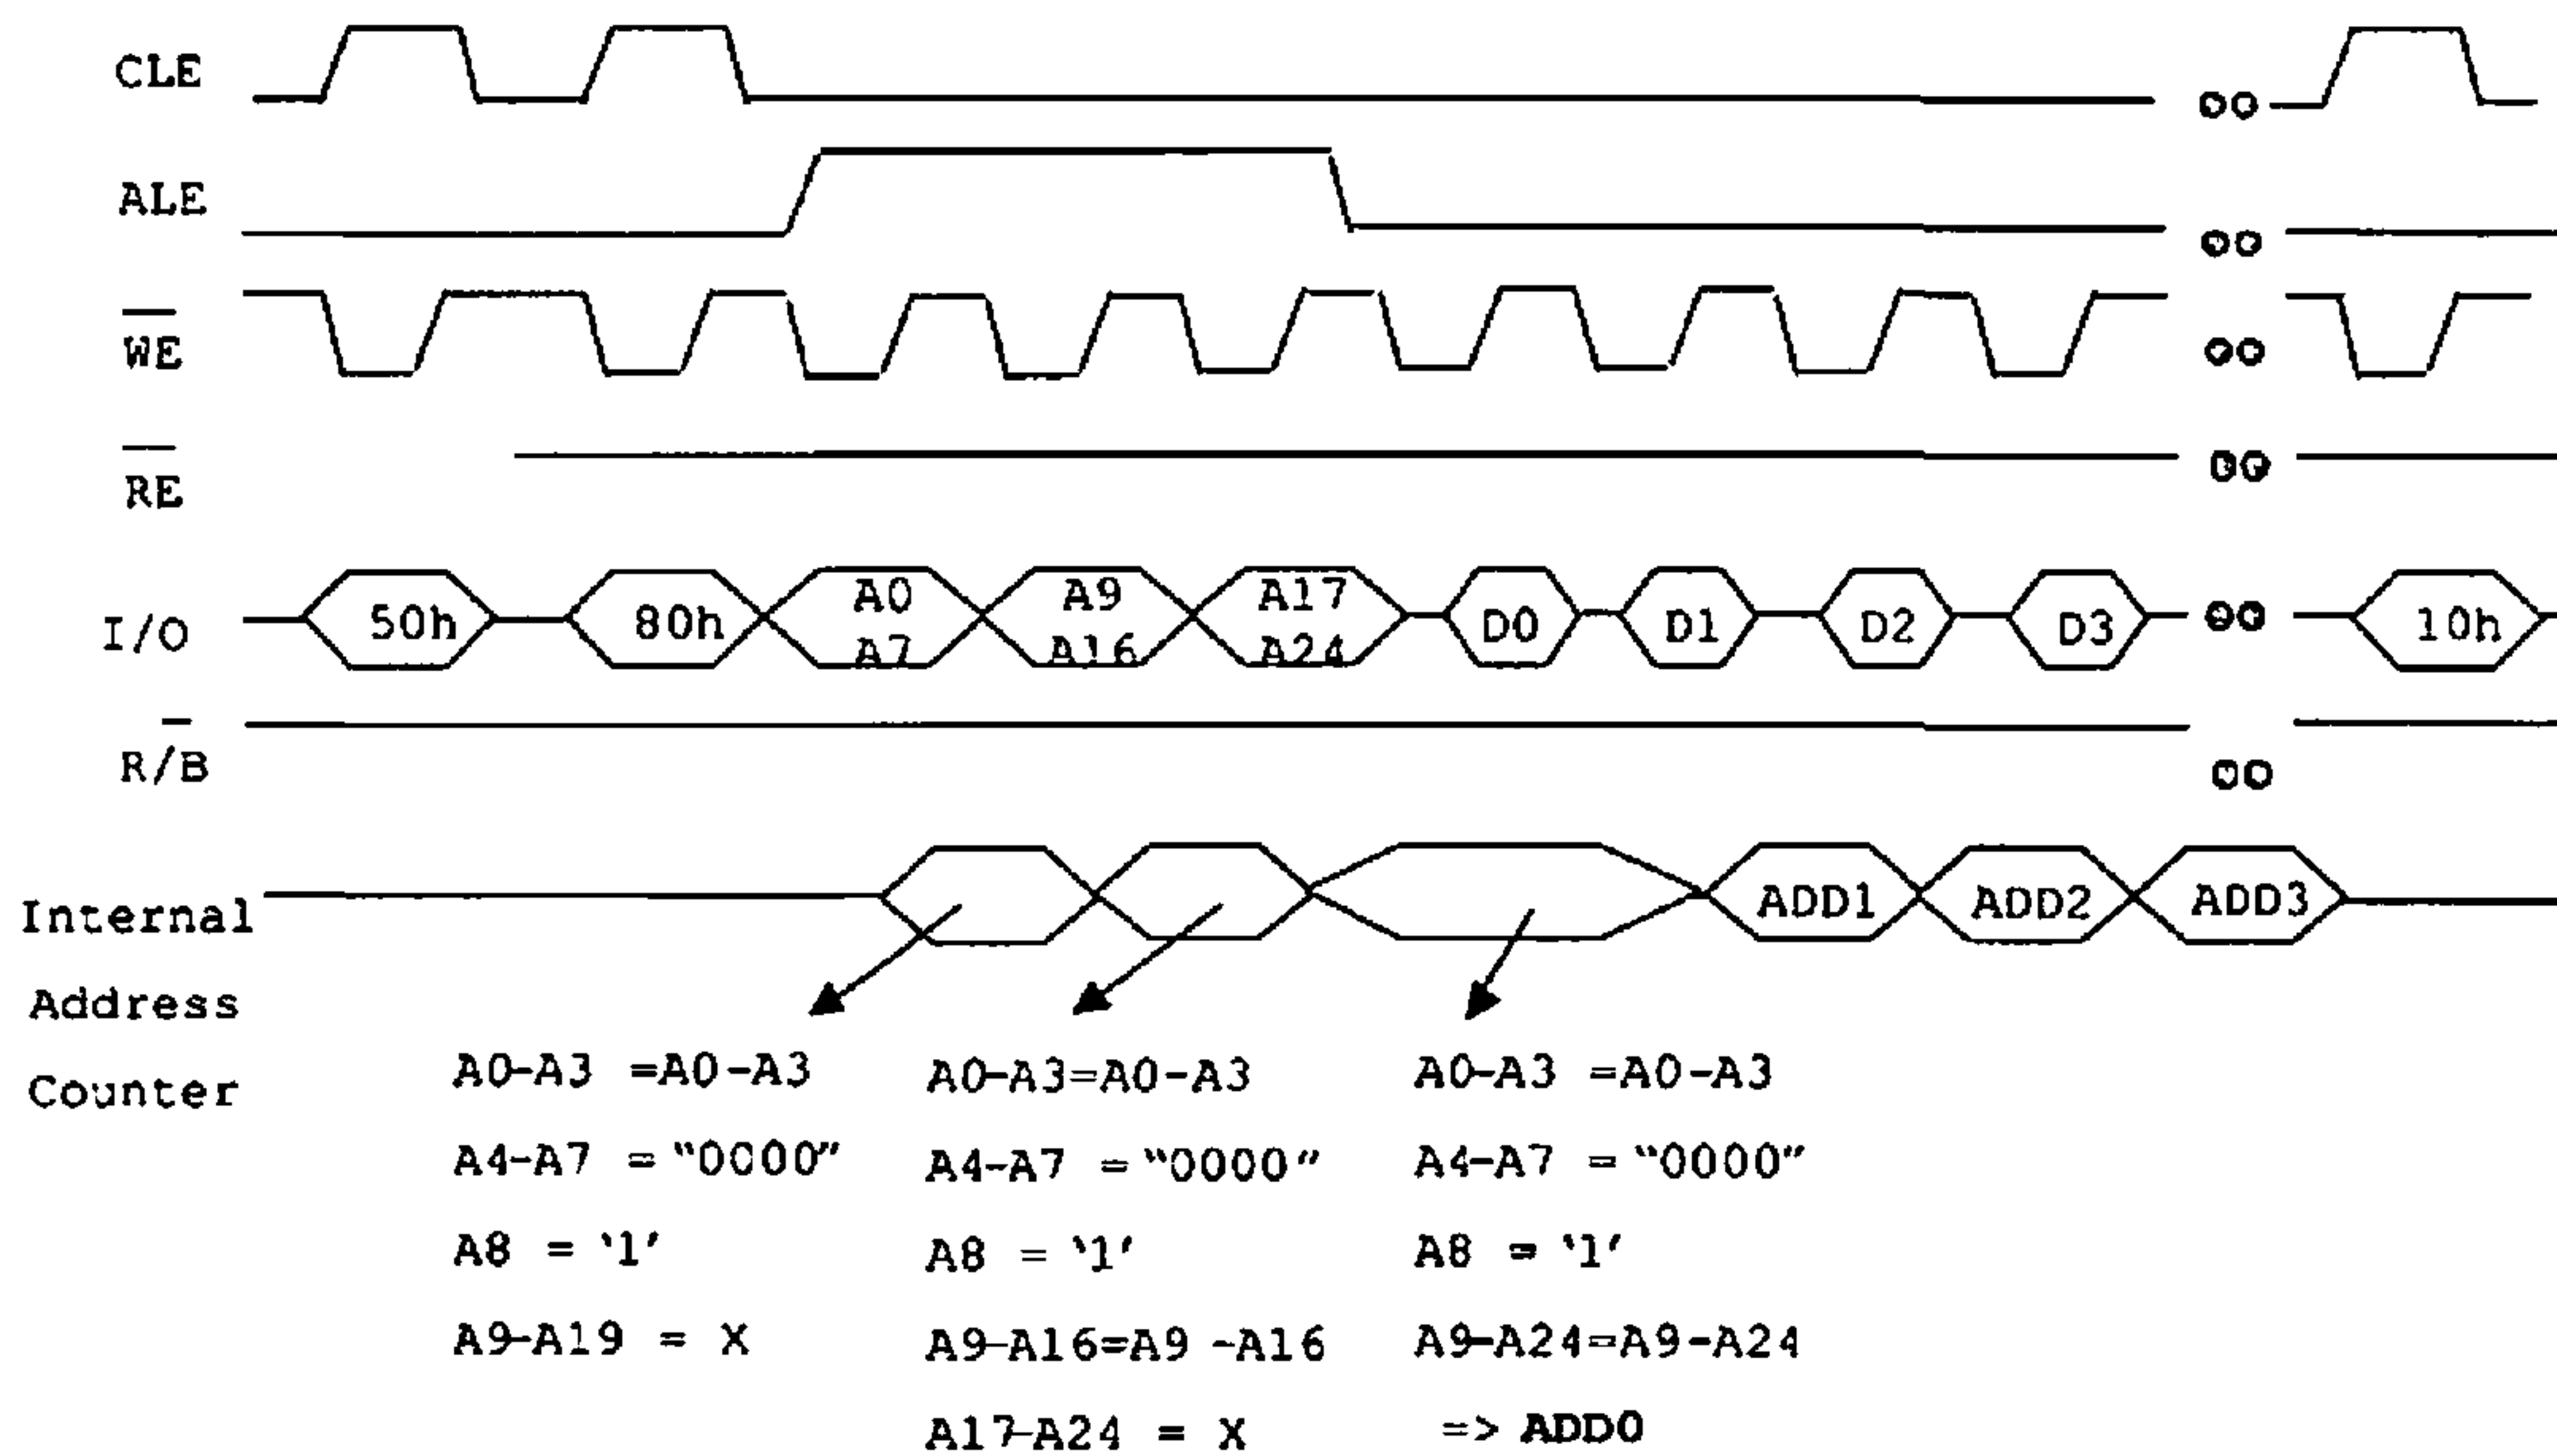 CLE
ALE
WE
RE
I/O 50h 80h A0 A7 A9 A16 A17 A24 D0 D1 D2 D3 10h
R/B
Internal Address Counter ADD1 ADD2 ADD3
A0-A3 =A0-A3
A4-A7 = "0000"
A8 = '1'
A9-A19 = X
A0-A3=A0-A3
A4-A7 = "0000"
A8 = '1'
A9-A16=A9 -A16
A17-A24 = X
A0-A3 =A0-A3
A4-A7 = "0000"
A8 = '1'
A9-A24=A9-A24
=> ADD0